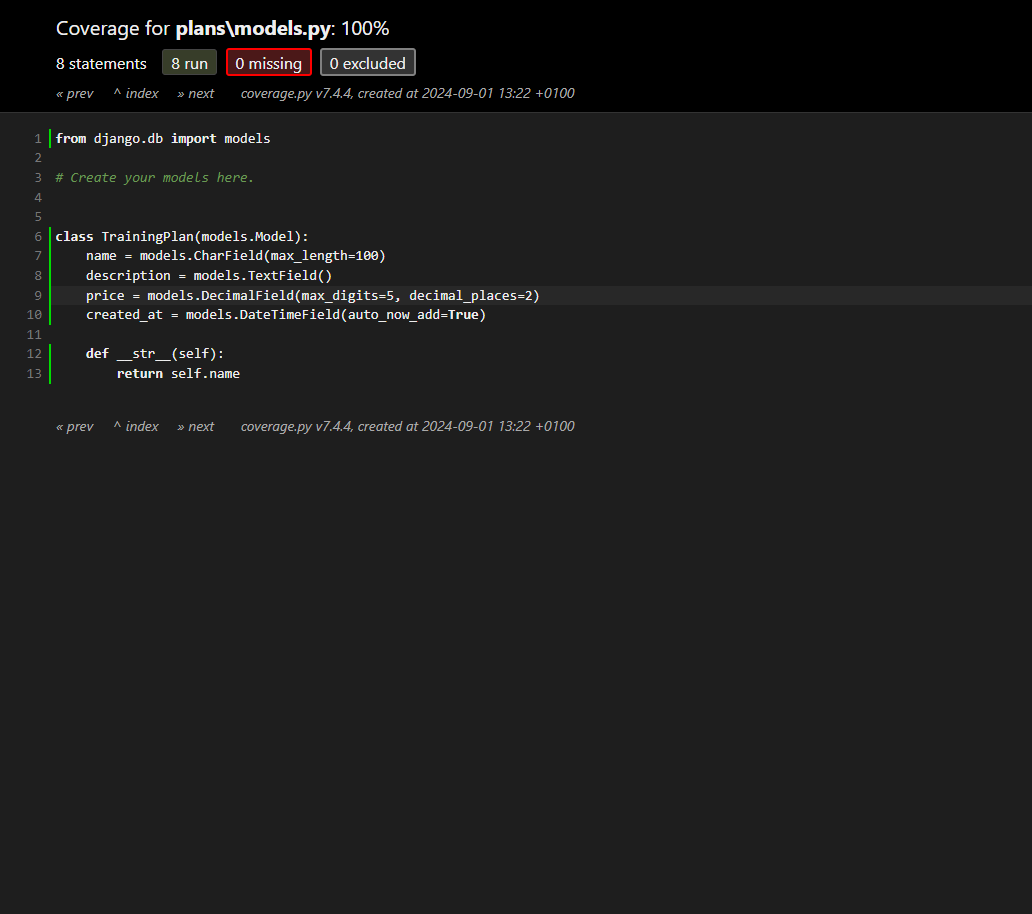 Coverage for plans\models.py: 100%
8 statements 8 run 0 missing 0 excluded
« prev ^ index » next coverage.py v7.4.4, created at 2024-09-01 13:22 +0100
1 from django.db import models
2
3 # Create your models here.
4
5
6 class TrainingPlan(models.Model):
7     name = models.CharField(max_length=100)
8     description = models.TextField()
9     price = models.DecimalField(max_digits=5, decimal_places=2)
10     created_at = models.DateTimeField(auto_now_add=True)
11
12     def __str__(self):
13         return self.name
« prev ^ index » next coverage.py v7.4.4, created at 2024-09-01 13:22 +0100